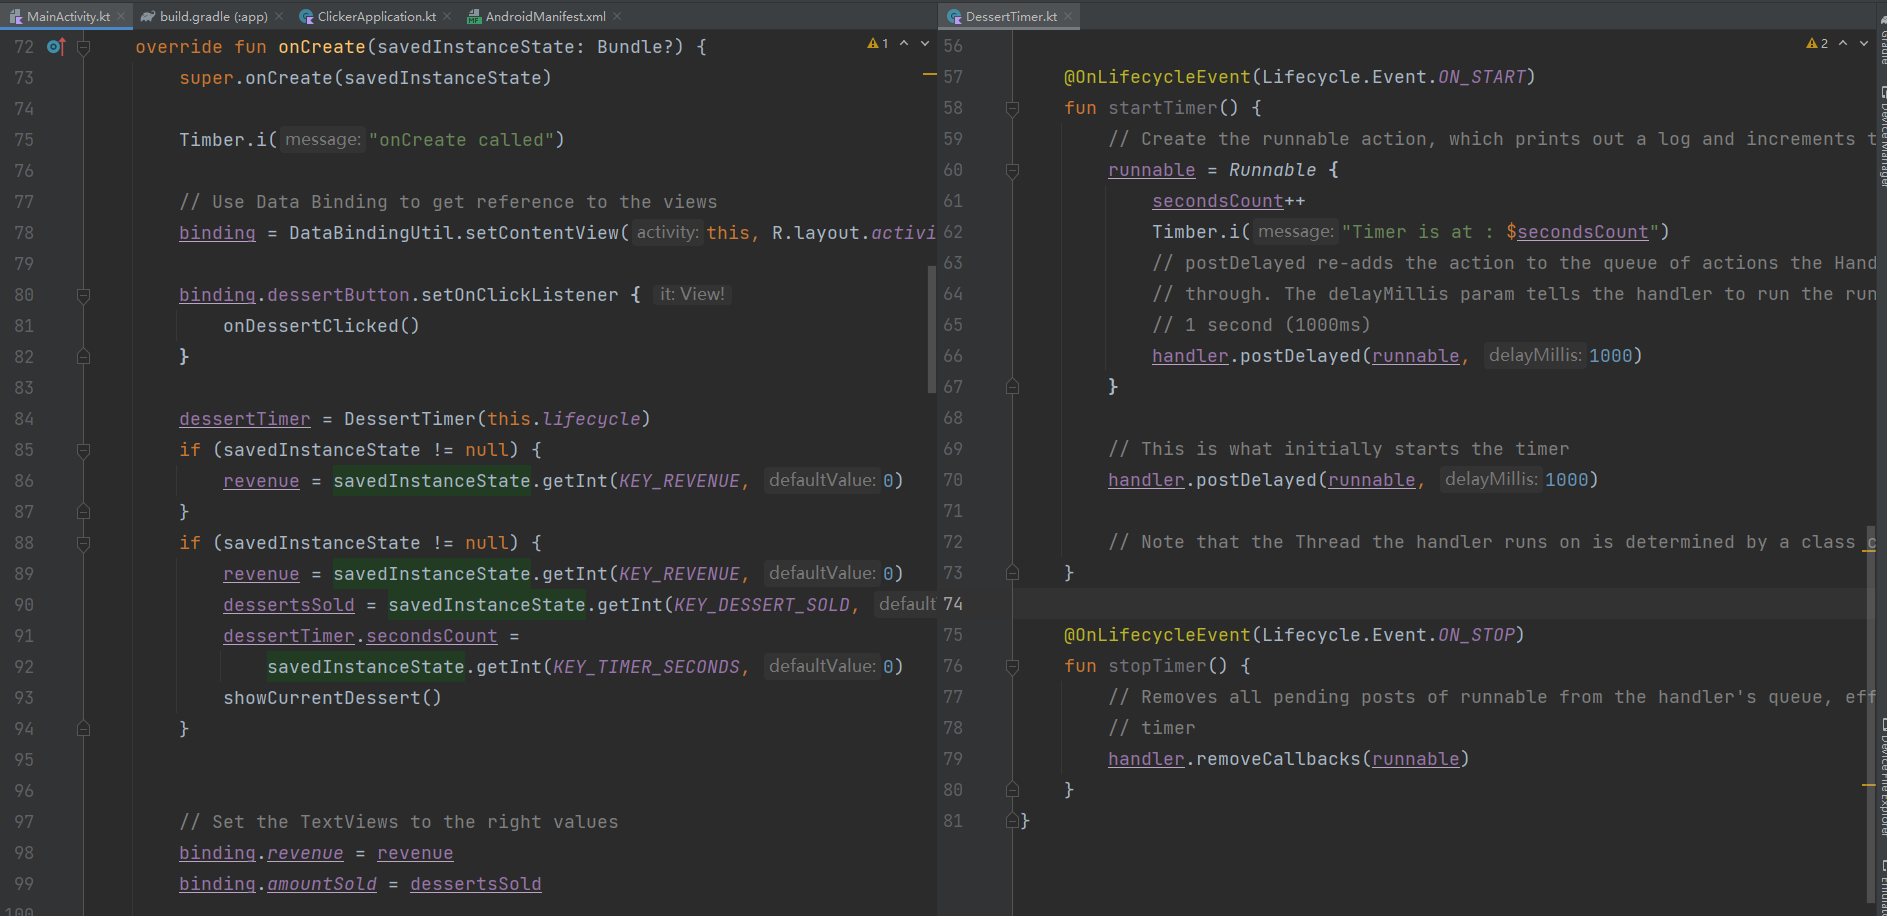 MainActivity.kt
build.gradle (:app)
ClickerApplication.kt
AndroidManifest.xml
72 override fun onCreate(savedInstanceState: Bundle?) {
1
73 super.onCreate(savedInstanceState)
74
75 Timber.i( message: "onCreate called")
76
77 // Use Data Binding to get reference to the views
78 binding = DataBindingUtil.setContentView( activity: this, R.layout.activi
79
80 binding.dessertButton.setOnClickListener { it: View!
81 onDessertClicked()
82 }
83
84 dessertTimer = DessertTimer(this.lifecycle)
85 if (savedInstanceState != null) {
86 revenue = savedInstanceState.getInt(KEY_REVENUE, defaultValue: 0)
87 }
88 if (savedInstanceState != null) {
89 revenue = savedInstanceState.getInt(KEY_REVENUE, defaultValue: 0)
90 dessertsSold = savedInstanceState.getInt(KEY_DESSERT_SOLD, default
91 dessertTimer.secondsCount =
92 savedInstanceState.getInt(KEY_TIMER_SECONDS, defaultValue: 0)
93 showCurrentDessert()
94 }
95
96
97 // Set the TextViews to the right values
98 binding.revenue = revenue
99 binding.amountSold = dessertsSold
100
DessertTimer.kt
56
2
57 @OnLifecycleEvent(Lifecycle.Event.ON_START)
58 fun startTimer() {
59 // Create the runnable action, which prints out a log and increments t
60 runnable = Runnable {
61 secondsCount++
62 Timber.i( message: "Timer is at : $secondsCount")
63 // postDelayed re-adds the action to the queue of actions the Hand
64 // through. The delayMillis param tells the handler to run the run
65 // 1 second (1000ms)
66 handler.postDelayed(runnable, delayMillis: 1000)
67 }
68
69 // This is what initially starts the timer
70 handler.postDelayed(runnable, delayMillis: 1000)
71
72 // Note that the Thread the handler runs on is determined by a class c
73 }
74
75 @OnLifecycleEvent(Lifecycle.Event.ON_STOP)
76 fun stopTimer() {
77 // Removes all pending posts of runnable from the handler's queue, eff
78 // timer
79 handler.removeCallbacks(runnable)
80 }
81 }
Gradle
Device Manager
Device File Explorer